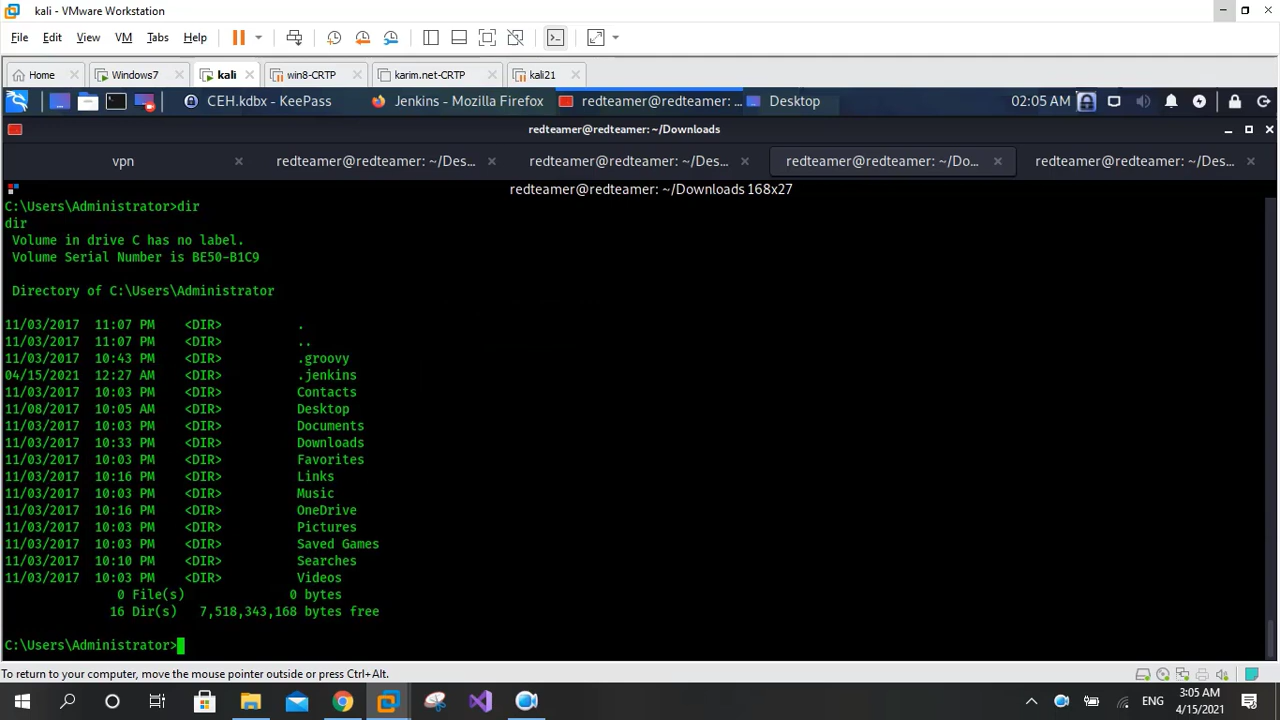 kali - VMware Workstation
File Edit View VM Tabs Help
Home Windows7 kali win8-CRTP karim.net-CRTP kali21
CEH.kdbx - KeePass Jenkins - Mozilla Firefox redteamer@redteamer: ... Desktop 02:05 AM
redteamer@redteamer: ~/Downloads
vpn redteamer@redteamer: ~/Des... redteamer@redteamer: ~/Des... redteamer@redteamer: ~/Do... redteamer@redteamer: ~/Des...
redteamer@redteamer: ~/Downloads 168x27
C:\Users\Administrator>dir
dir
Volume in drive C has no label.
Volume Serial Number is BE50-B1C9
Directory of C:\Users\Administrator
11/03/2017 11:07 PM <DIR> .
11/03/2017 11:07 PM <DIR> ..
11/03/2017 10:43 PM <DIR> .groovy
04/15/2021 12:27 AM <DIR> .jenkins
11/03/2017 10:03 PM <DIR> Contacts
11/08/2017 10:05 AM <DIR> Desktop
11/03/2017 10:03 PM <DIR> Documents
11/03/2017 10:33 PM <DIR> Downloads
11/03/2017 10:03 PM <DIR> Favorites
11/03/2017 10:16 PM <DIR> Links
11/03/2017 10:03 PM <DIR> Music
11/03/2017 10:16 PM <DIR> OneDrive
11/03/2017 10:03 PM <DIR> Pictures
11/03/2017 10:03 PM <DIR> Saved Games
11/03/2017 10:10 PM <DIR> Searches
11/03/2017 10:03 PM <DIR> Videos
0 File(s) 0 bytes
16 Dir(s) 7,518,343,168 bytes free
C:\Users\Administrator>
To return to your computer, move the mouse pointer outside or press Ctrl+Alt.
ENG 3:05 AM
4/15/2021